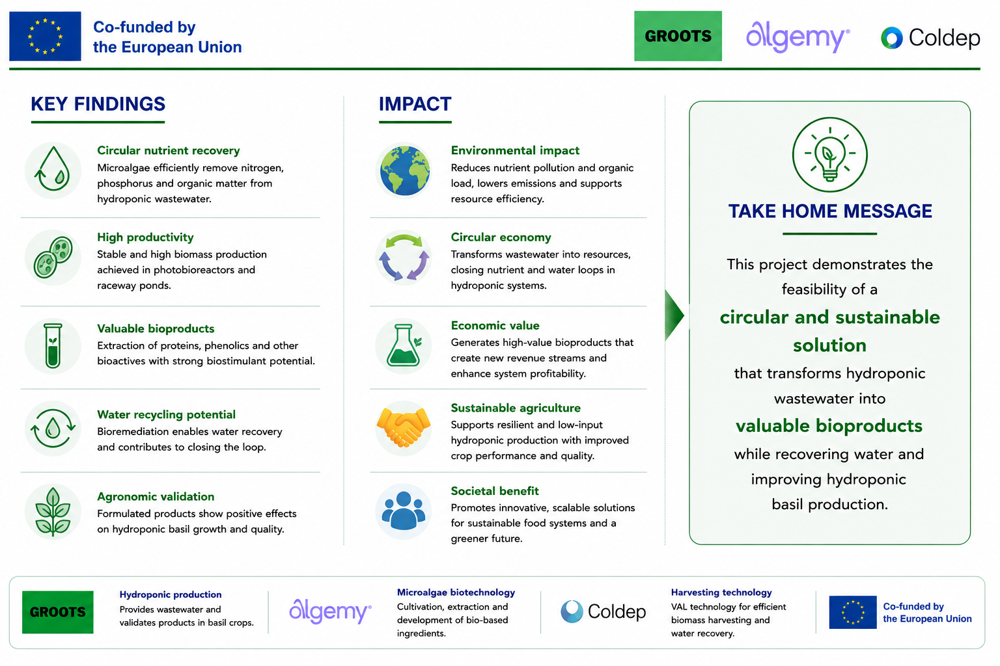 Co-funded by
the European Union
GROOTS
algemy®
Coldep
KEY FINDINGS
Circular nutrient recovery
Microalgae efficiently remove nitrogen,
phosphorus and organic matter from
hydroponic wastewater.
High productivity
Stable and high biomass production
achieved in photobioreactors and
raceway ponds.
Valuable bioproducts
Extraction of proteins, phenolics and other
bioactives with strong biostimulant potential.
Water recycling potential
Bioremediation enables water recovery
and contributes to closing the loop.
Agronomic validation
Formulated products show positive effects
on hydroponic basil growth and quality.
IMPACT
Environmental impact
Reduces nutrient pollution and organic
load, lowers emissions and supports
resource efficiency.
Circular economy
Transforms wastewater into resources,
closing nutrient and water loops in
hydroponic systems.
Economic value
Generates high-value bioproducts that
create new revenue streams and
enhance system profitability.
Sustainable agriculture
Supports resilient and low-input
hydroponic production with improved
crop performance and quality.
Societal benefit
Promotes innovative, scalable solutions
for sustainable food systems and a
greener future.
TAKE HOME MESSAGE
This project demonstrates the
feasibility of a
circular and sustainable
solution
that transforms hydroponic
wastewater into
valuable bioproducts
while recovering water and
improving hydroponic
basil production.
GROOTS
Hydroponic production
Provides wastewater and
validates products in basil crops.
algemy®
Microalgae biotechnology
Cultivation, extraction and
development of bio-based
ingredients.
Coldep
Harvesting technology
VAL technology for efficient
biomass harvesting and
water recovery.
Co-funded by
the European Union